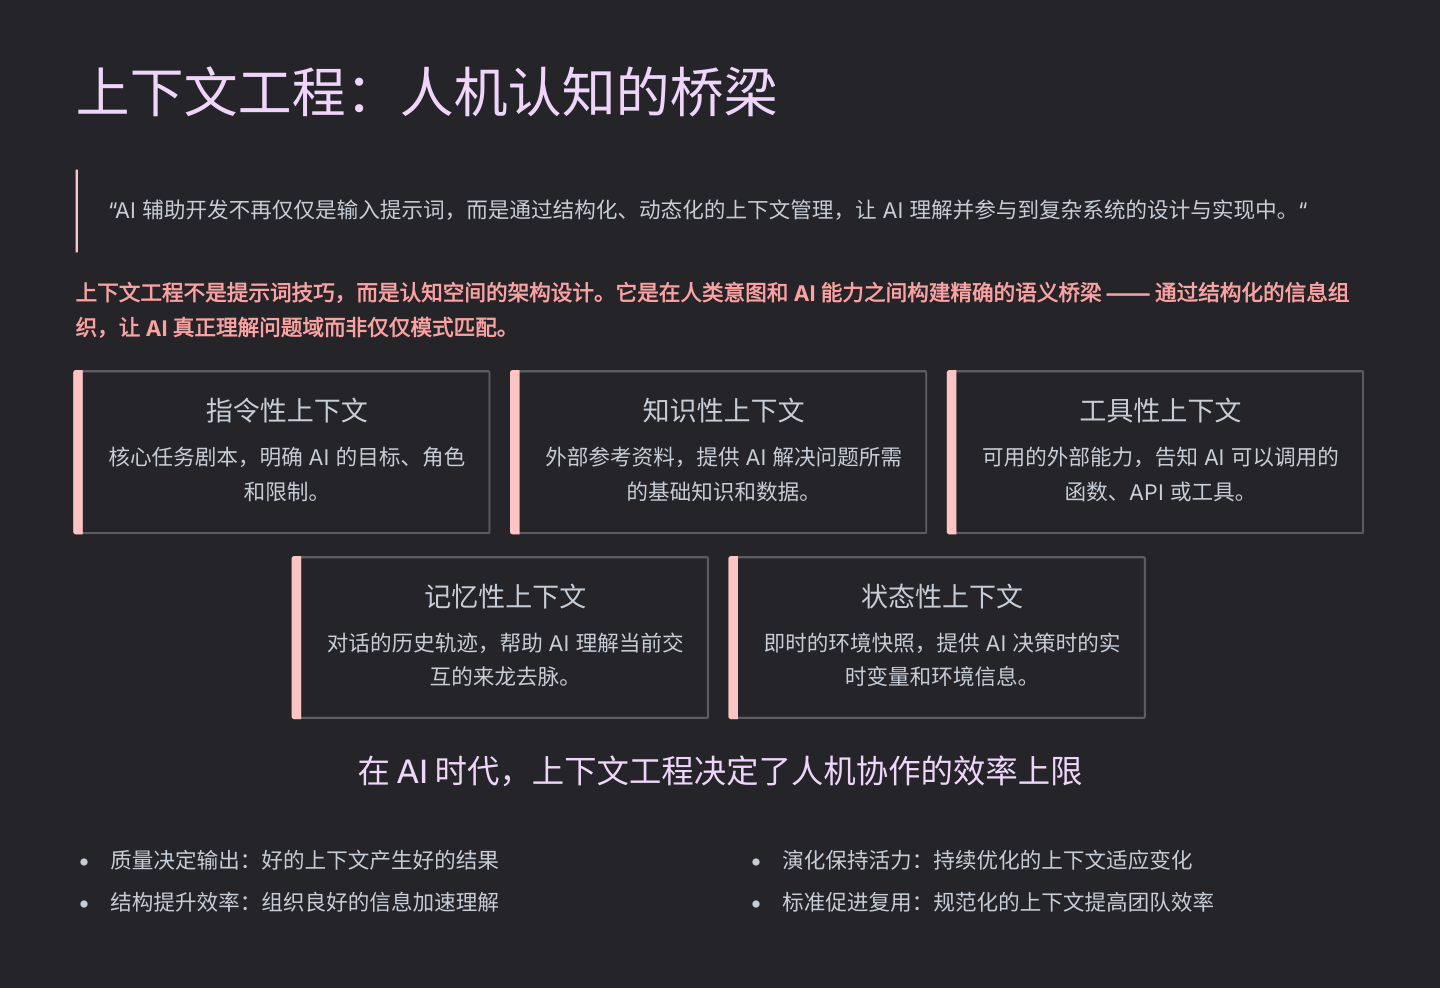 上下文工程：人机认知的桥梁
“AI 辅助开发不再仅仅是输入提示词，而是通过结构化、动态化的上下文管理，让 AI 理解并参与到复杂系统的设计与实现中。“
上下文工程不是提示词技巧，而是认知空间的架构设计。它是在人类意图和 AI 能力之间构建精确的语义桥梁 —— 通过结构化的信息组
织，让 AI 真正理解问题域而非仅仅模式匹配。
指令性上下文
核心任务剧本，明确 AI 的目标、角色
和限制。
知识性上下文
外部参考资料，提供 AI 解决问题所需
的基础知识和数据。
工具性上下文
可用的外部能力，告知 AI 可以调用的
函数、API 或工具。
记忆性上下文
对话的历史轨迹，帮助 AI 理解当前交
互的来龙去脉。
状态性上下文
即时的环境快照，提供 AI 决策时的实
时变量和环境信息。
在 AI 时代，上下文工程决定了人机协作的效率上限
• 质量决定输出：好的上下文产生好的结果
• 结构提升效率：组织良好的信息加速理解
• 演化保持活力：持续优化的上下文适应变化
• 标准促进复用：规范化的上下文提高团队效率